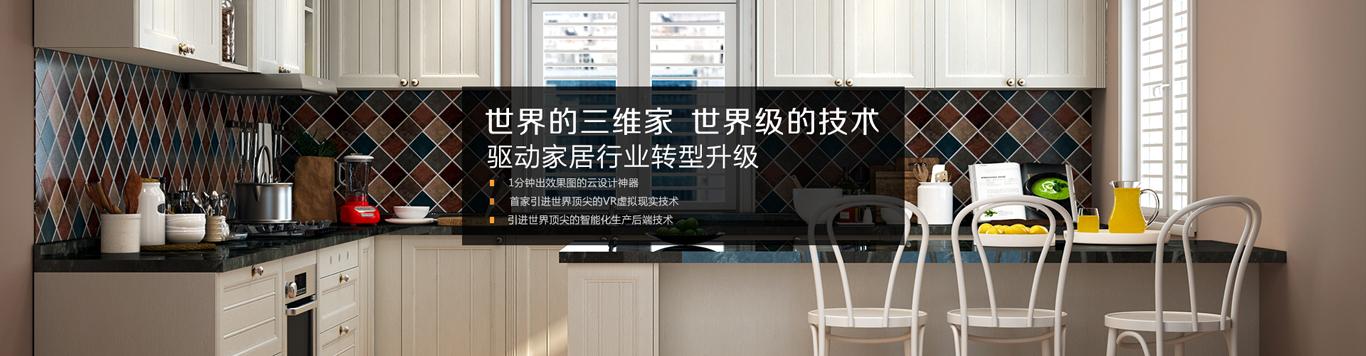 世界的三维家 世界级的技术
驱动家居行业转型升级
1分钟出效果图的云设计神器
首家引进世界顶尖的VR虚拟现实技术
引进世界顶尖的智能化生产后端技术